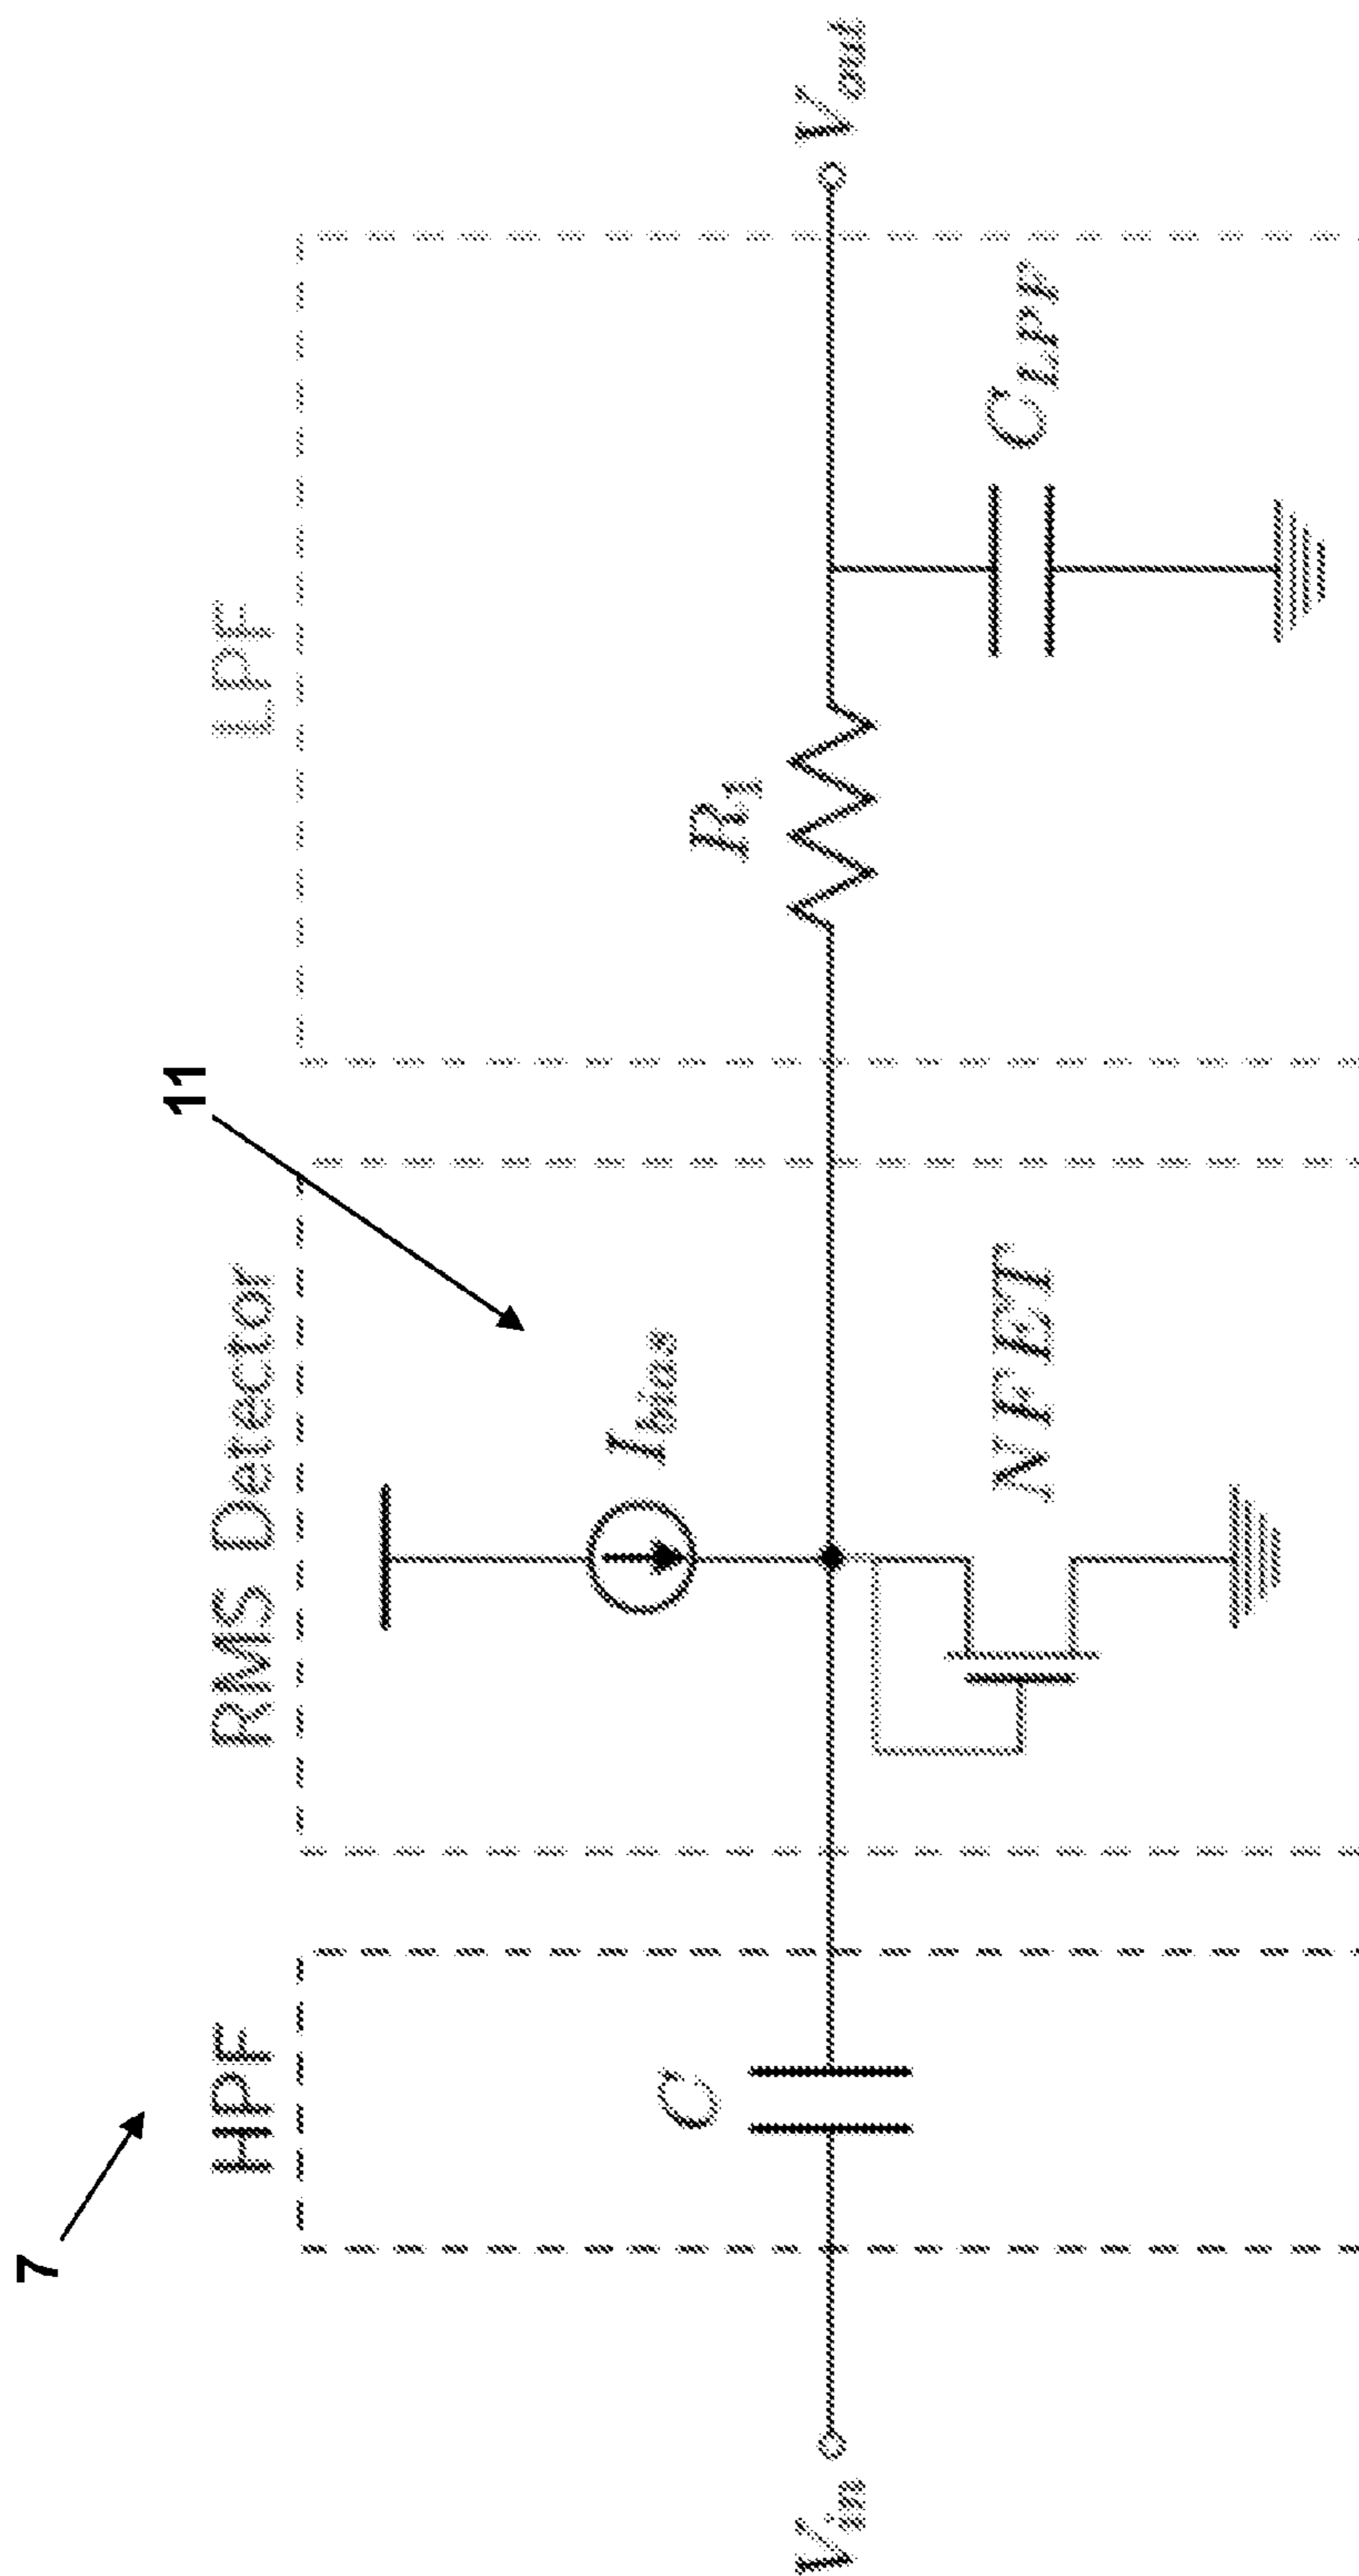 7
11
HPF
RMS Detector
LPF
C
I_bias
R_1
V_in
V_out
NFET
C_LPF